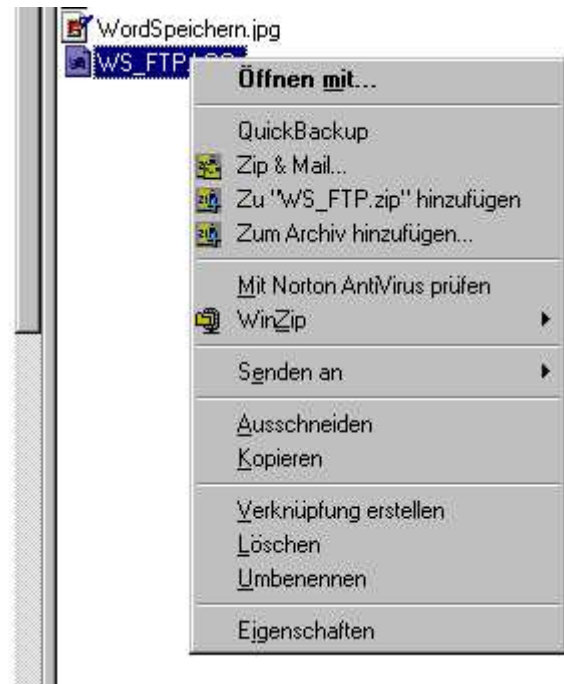 WordSpeichern.jpg
WS_FTP
Öffnen mit...
QuickBackup
Zip & Mail...
Zu "WS_FTP.zip" hinzufügen
Zum Archiv hinzufügen...
Mit Norton AntiVirus prüfen
WinZip
Senden an
Ausschneiden
Kopieren
Verknüpfung erstellen
Löschen
Umbenennen
Eigenschaften